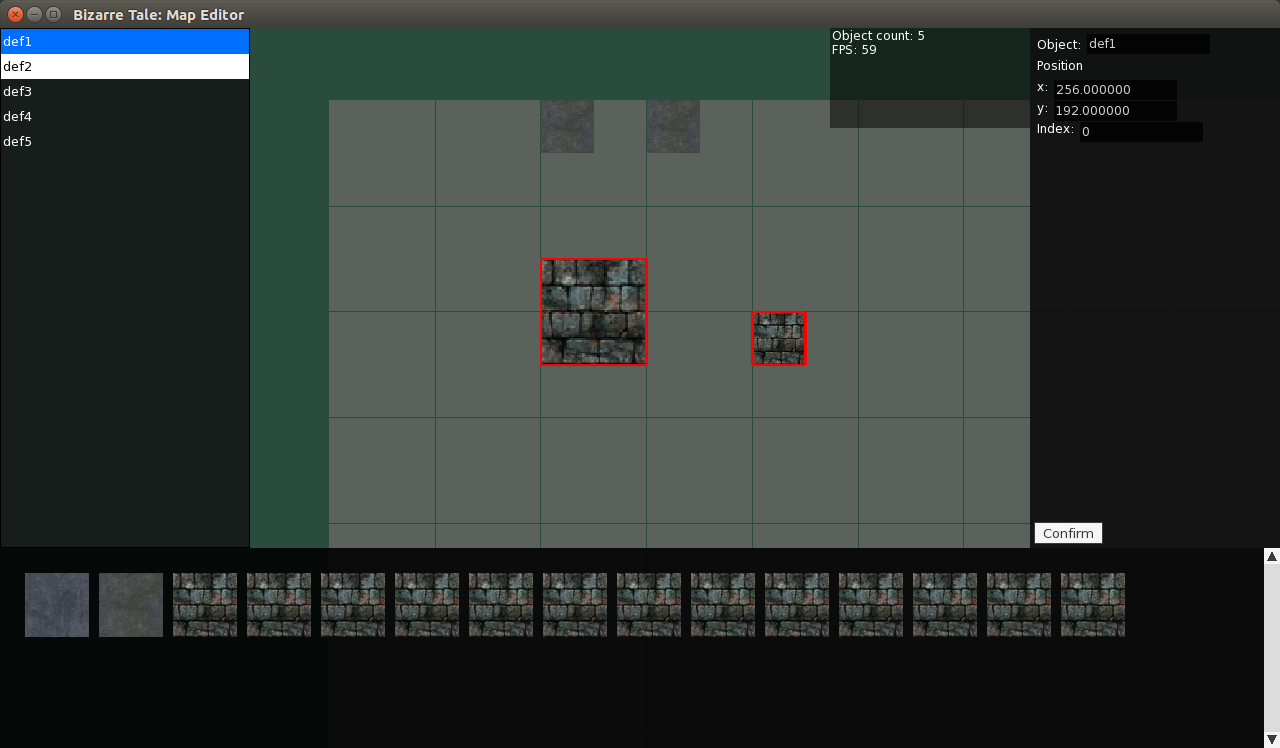 Bizarre Tale: Map Editor
def1
def2
def3
def4
def5
Object count: 5
FPS: 59
Object: def1
Position
x: 256.000000
y: 192.000000
Index: 0
Confirm